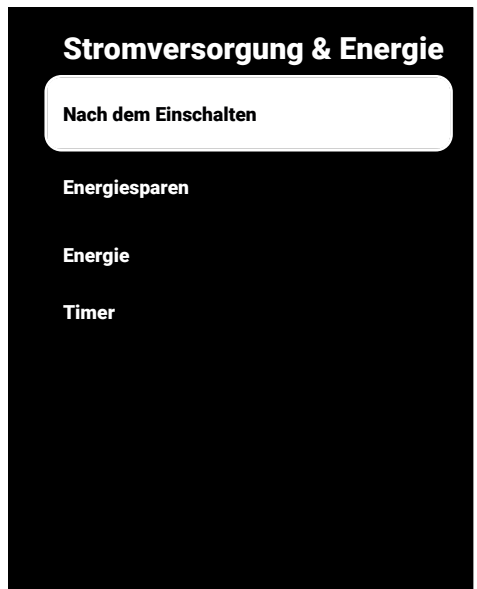 Stromversorgung & Energie
Nach dem Einschalten
Energiesparen
Energie
Timer